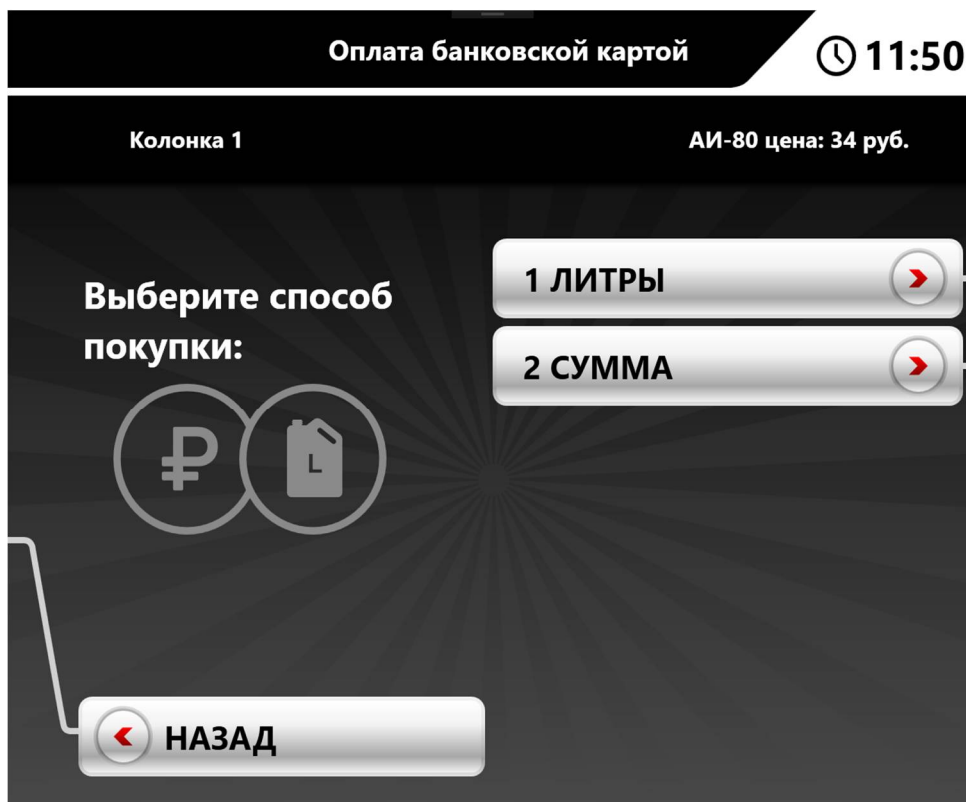 Оплата банковской картой
11:50
Колонка 1
АИ-80 цена: 34 руб.
Выберите способ
покупки:
1 ЛИТРЫ
2 СУММА
₽
L
НАЗАД